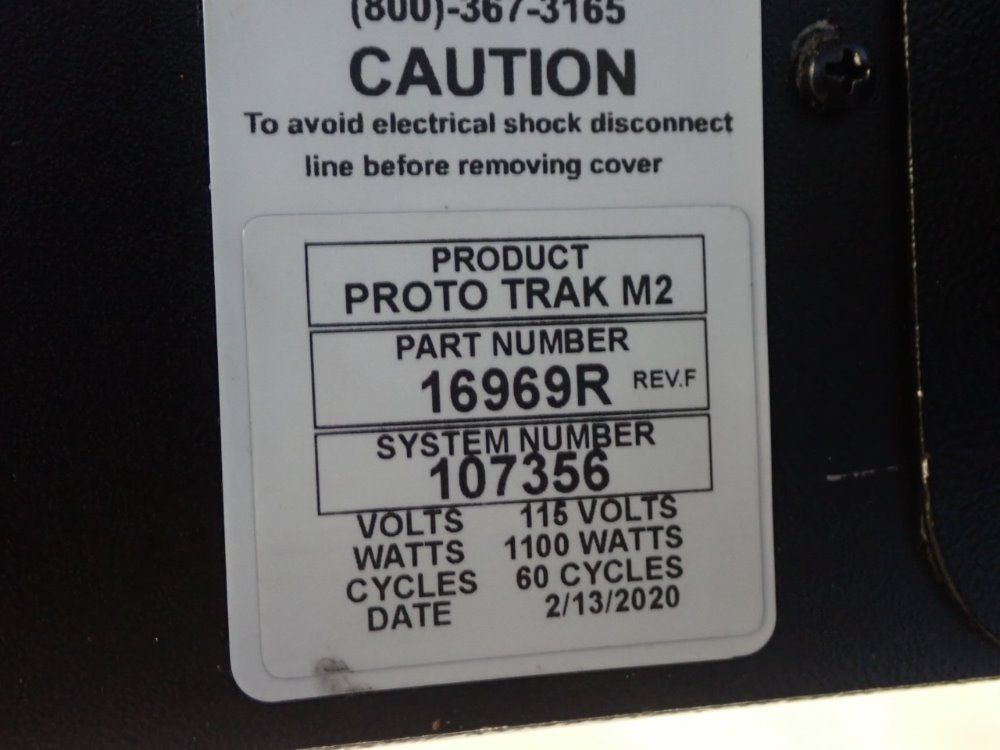 (800)-367-3165
CAUTION
To avoid electrical shock disconnect
line before removing cover
PRODUCT
PROTO TRAK M2
PART NUMBER
16969R REV.F
SYSTEM NUMBER
107356
VOLTS 115 VOLTS
WATTS 1100 WATTS
CYCLES 60 CYCLES
DATE 2/13/2020